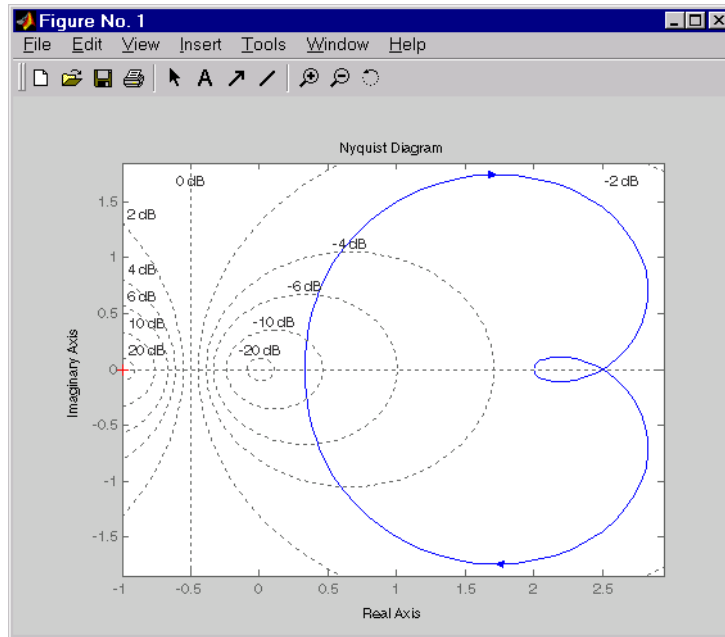 Figure No. 1
File Edit View Insert Tools Window Help
A
Nyquist Diagram
0 dB
-2 dB
2 dB
-4 dB
4 dB
-6 dB
6 dB
-10 dB
10 dB
-20 dB
20 dB
1.5
1
0.5
0
-0.5
-1
-1.5
Imaginary Axis
-1 -0.5 0 0.5 1 1.5 2 2.5
Real Axis